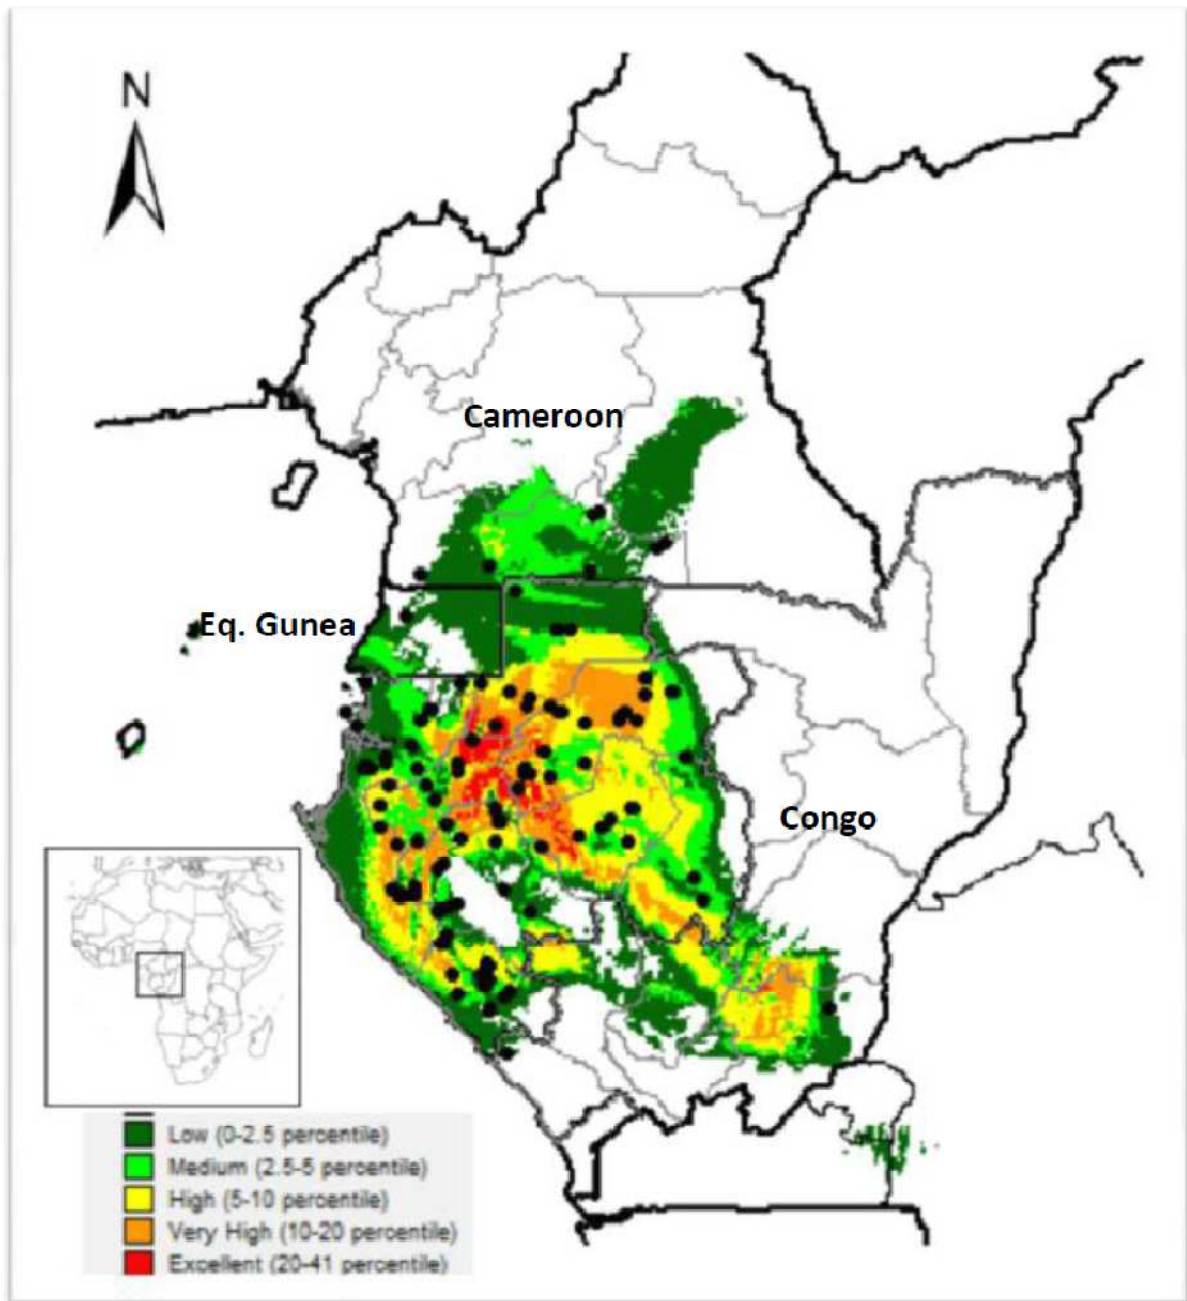 N
Cameroon
Eq. Gunea
Congo
Low (0-2.5 percentile)
Medium (2.5-5 percentile)
High (5-10 percentile)
Very High (10-20 percentile)
Excellent (20-41 percentile)